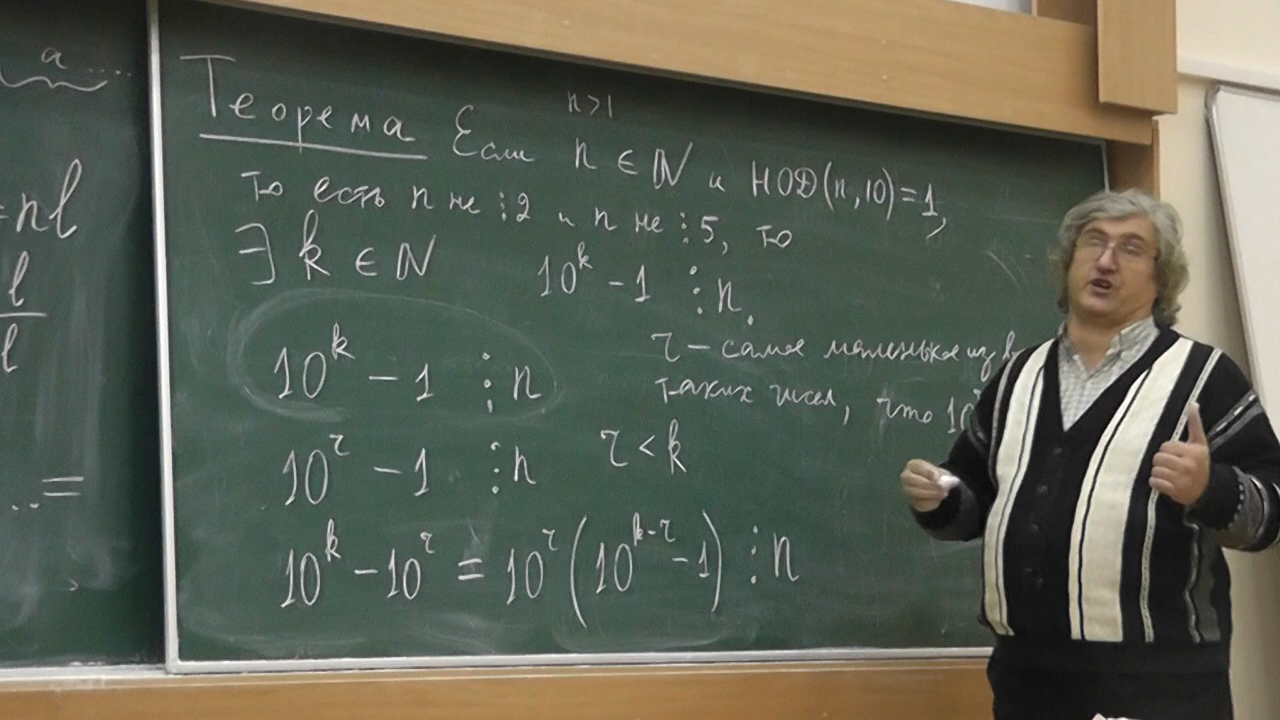 a ....
= nl
l
l
..=
n>1
Теорема Если n ∈ N и НОД(n,10)=1,
то есть n не ⋮2 и n не ⋮5, то
∃ k ∈ N 10^k - 1 ⋮n.
10^k - 1 ⋮ n
r – самое маленькое из
таких чисел, что 10
10^r - 1 ⋮n r < k
10^k - 10^r = 10^r (10^{k-r} - 1) ⋮ n